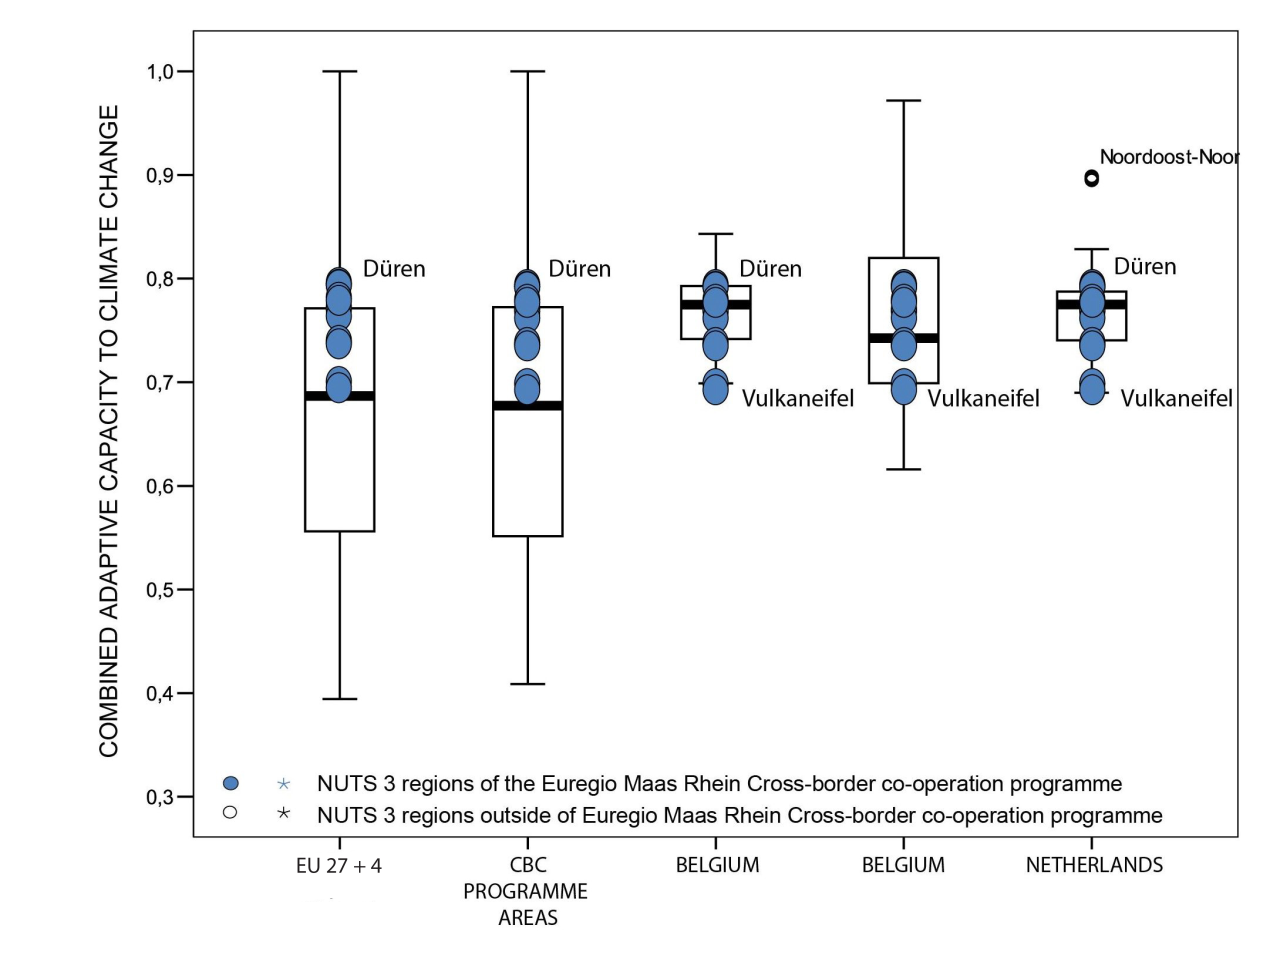 COMBINED ADAPTIVE CAPACITY TO CLIMATE CHANGE
1,0
0,9
0,8
0,7
0,6
0,5
0,4
0,3
Noordoost-Noor
Düren
Düren
Düren
Düren
Vulkaneifel
Vulkaneifel
Vulkaneifel
NUTS 3 regions of the Euregio Maas Rhein Cross-border co-operation programme
NUTS 3 regions outside of Euregio Maas Rhein Cross-border co-operation programme
EU 27 + 4
CBC
PROGRAMME
AREAS
BELGIUM
BELGIUM
NETHERLANDS